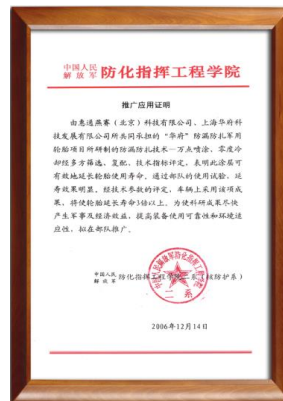 中国人民
解放军 防化指挥工程学院
推广应用证明
由惠通燕赛（北京）科技有限公司、上海华府科
技发展有限公司所共同承担的“华府”防漏防扎军用
轮胎项目所研制的防漏防扎技术—万点喷涂、零度冷
却经多方筛选、复配、技术指标评定，表明此涂层可
有效地延长轮胎使用寿命、通过部队的使用试验，延
寿效果明显、经技术参数的评定，车辆上采用该项成
果，将使轮胎延长寿命3倍以上。为使科研成果尽快
产生军事及经济效益，提高装备使用可靠性和环境适
应性，拟在部队推广。
中国人民
解放军 防化指挥工程学院二系（核防护系）
二系
2006年12月14日